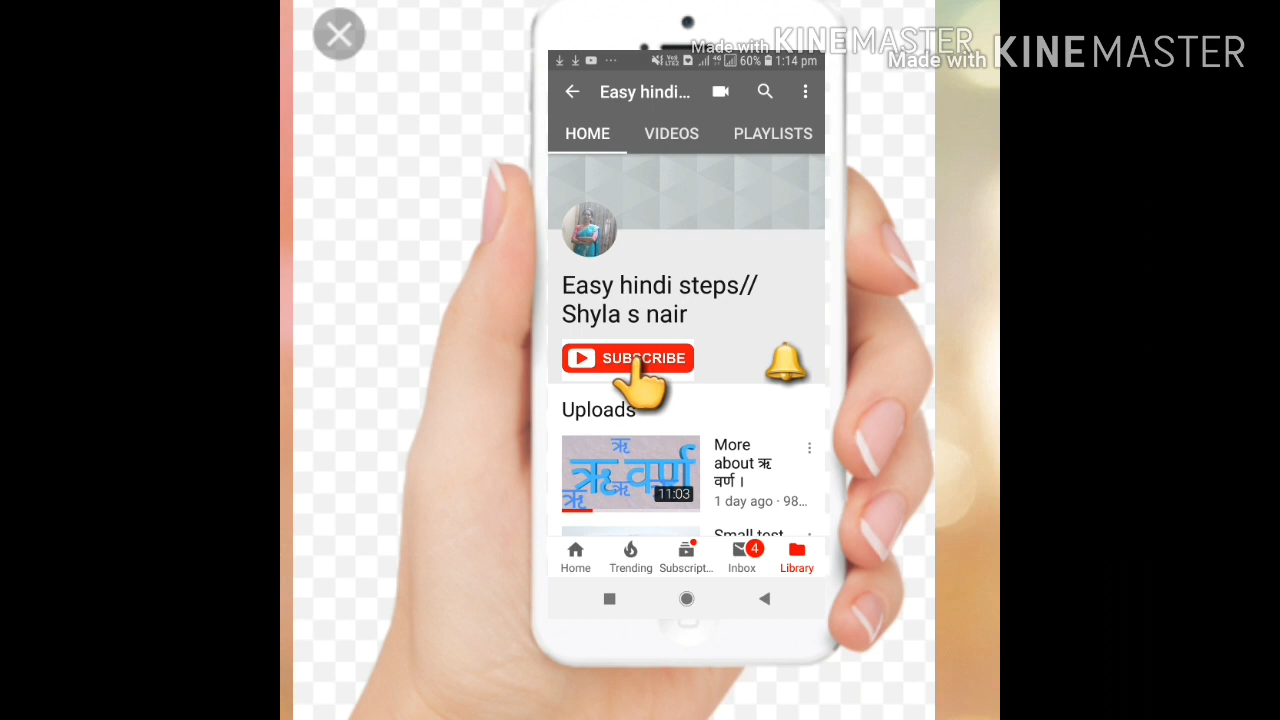 Made with KINEMASTER
Made with KINEMASTER
60% 1:14 pm
Easy hindi...
HOME VIDEOS PLAYLISTS
Easy hindi steps//
Shyla s nair
SUBSCRIBE
Uploads
ऋ
ऋ वर्ण
ऋ
ऋ
11:03
More
about ऋ
वर्ण ।
1 day ago · 98...
Small test
Home Trending Subscript... Inbox 4 Library